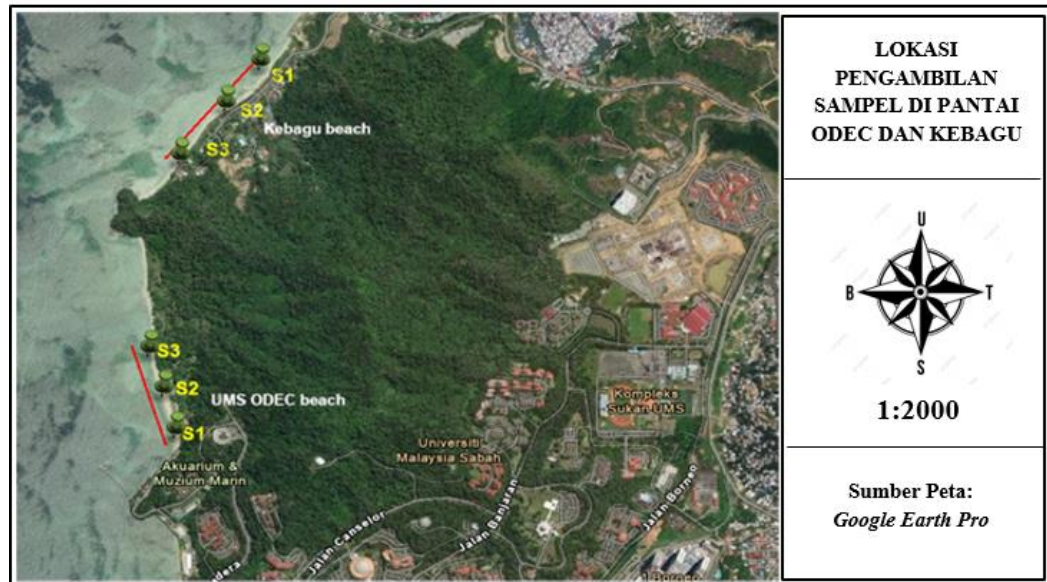 S1
S2
Kebagu beach
S3
S3
S2
UMS ODEC beach
S1
Akuarium &
Muzium Marin
Universiti
Malaysia Sabah
Kompleks
Sukan UMS
Jalan Canselor
Jalan Banjaran
Jalan Borneo
1 Borneo
LOKASI
PENGAMBILAN
SAMPEL DI PANTAI
ODEC DAN KEBAGU
U
B T
S
1:2000
Sumber Peta:
Google Earth Pro